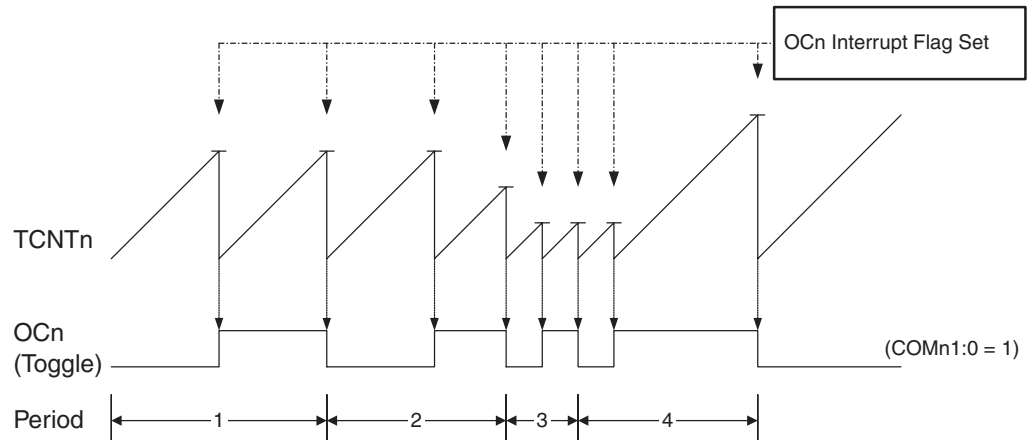 OCn Interrupt Flag Set
TCNTn
OCn
(Toggle)
(COMn1:0 = 1)
Period
1
2
3
4